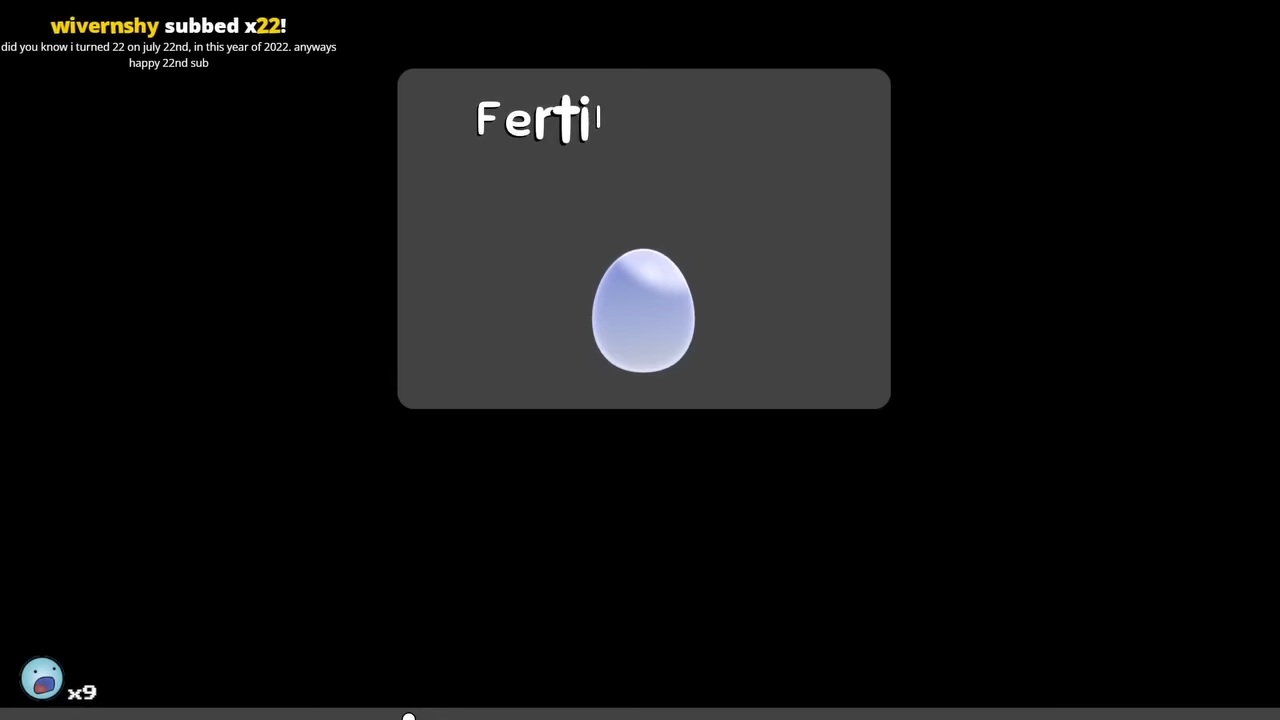 wivernshy subbed x22!
did you know i turned 22 on july 22nd, in this year of 2022. anyways
happy 22nd sub
Ferti
x9